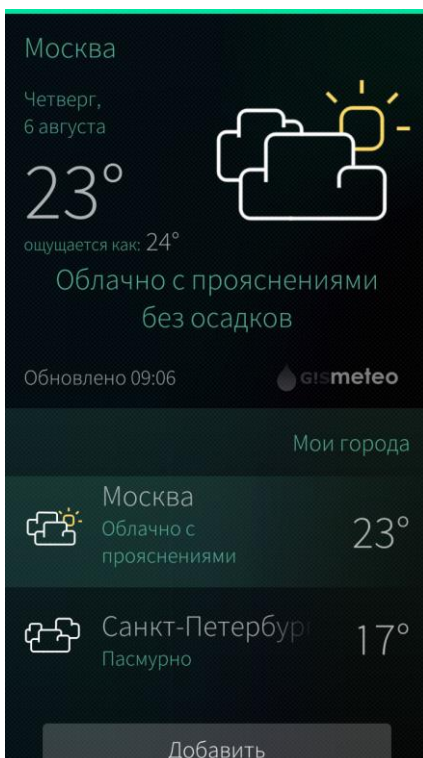 Москва
Четверг,
6 августа
23°
ощущается как: 24°
Облачно с прояснениями
без осадков
Обновлено 09:06
GISmeteo
Мои города
Москва
Облачно с
прояснениями
23°
Санкт-Петербур
Пасмурно
17°
Добавить